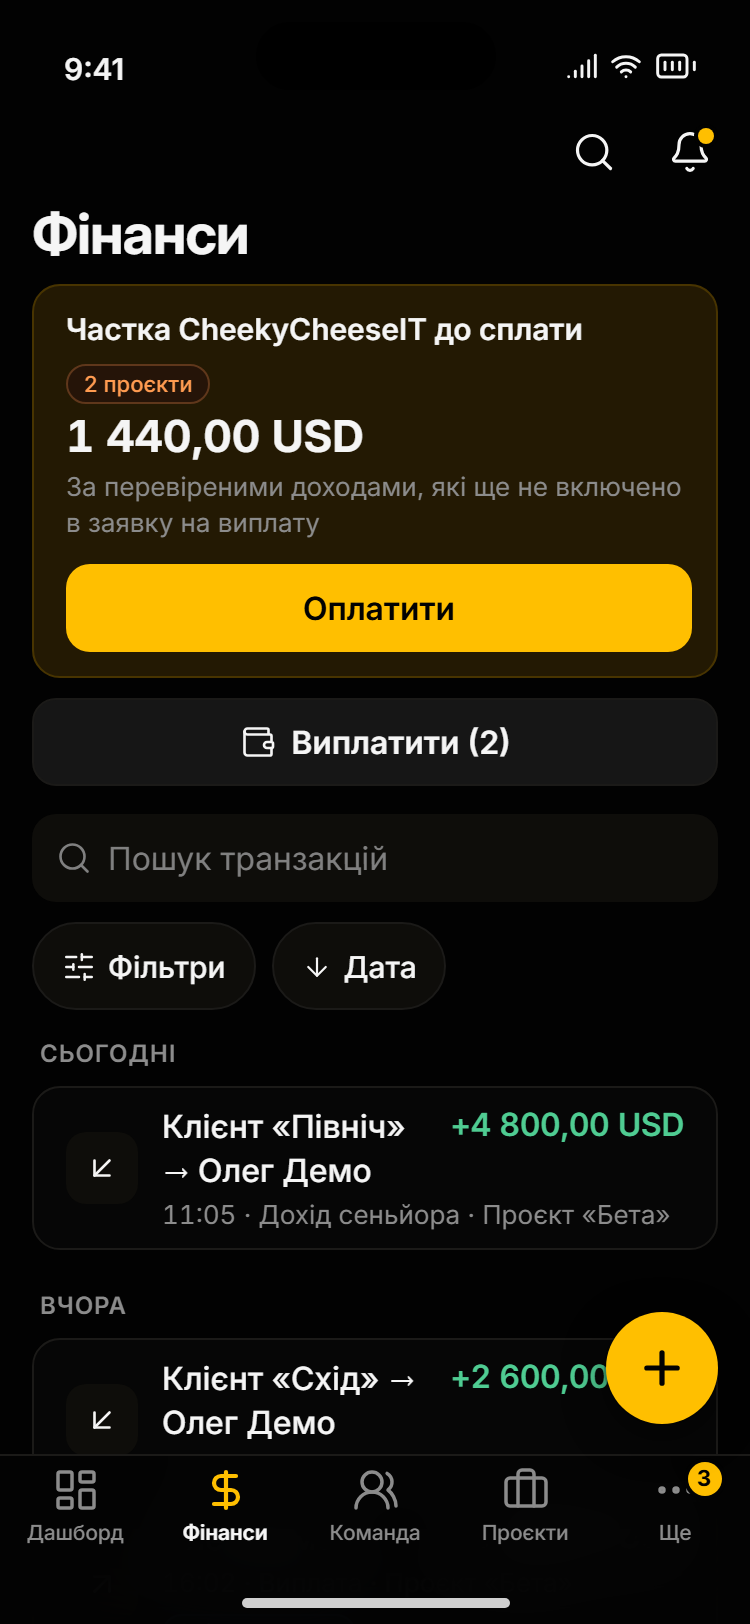 9:41
Фінанси
Частка CheekyCheeseIT до сплати
2 проєкти
1 440,00 USD
За перевіреними доходами, які ще не включено
в заявку на виплату
Оплатити
Виплатити (2)
Пошук транзакцій
Фільтри
Дата
СЬОГОДНІ
Клієнт «Північ» +4 800,00 USD
→ Олег Демо
11:05 · Дохід сеньйора · Проєкт «Бета»
ВЧОРА
Клієнт «Схід» → +2 600,00
Олег Демо
3
Дашборд Фінанси Команда Проєкти Ще